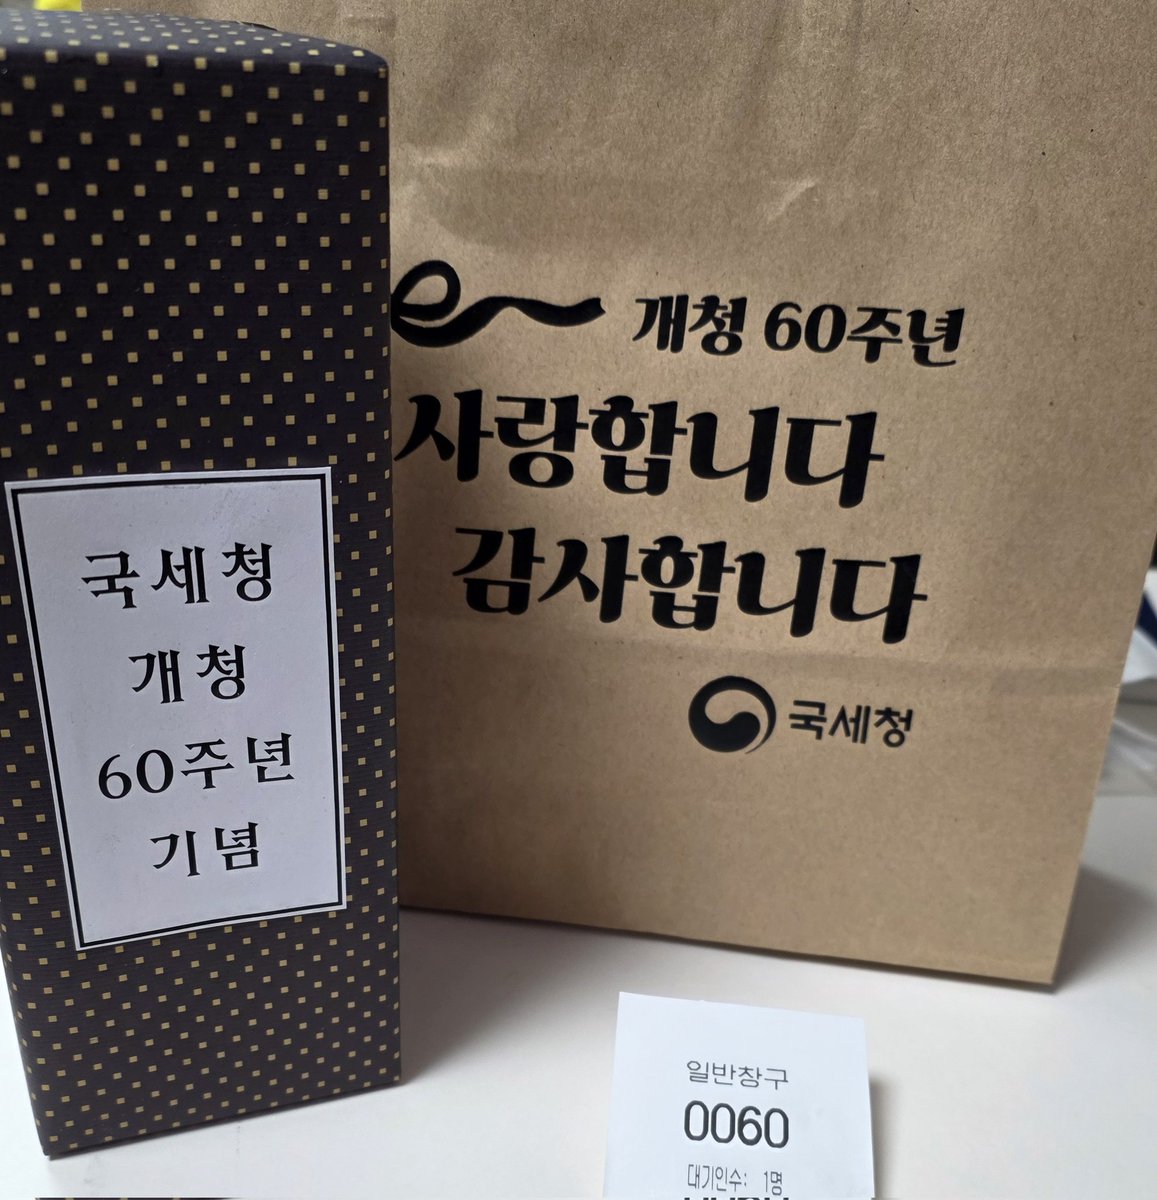 국세청
개청
60주년
기념
개청 60주년
사랑합니다
감사합니다
국세청
일반창구
0060
대기인수: 1명